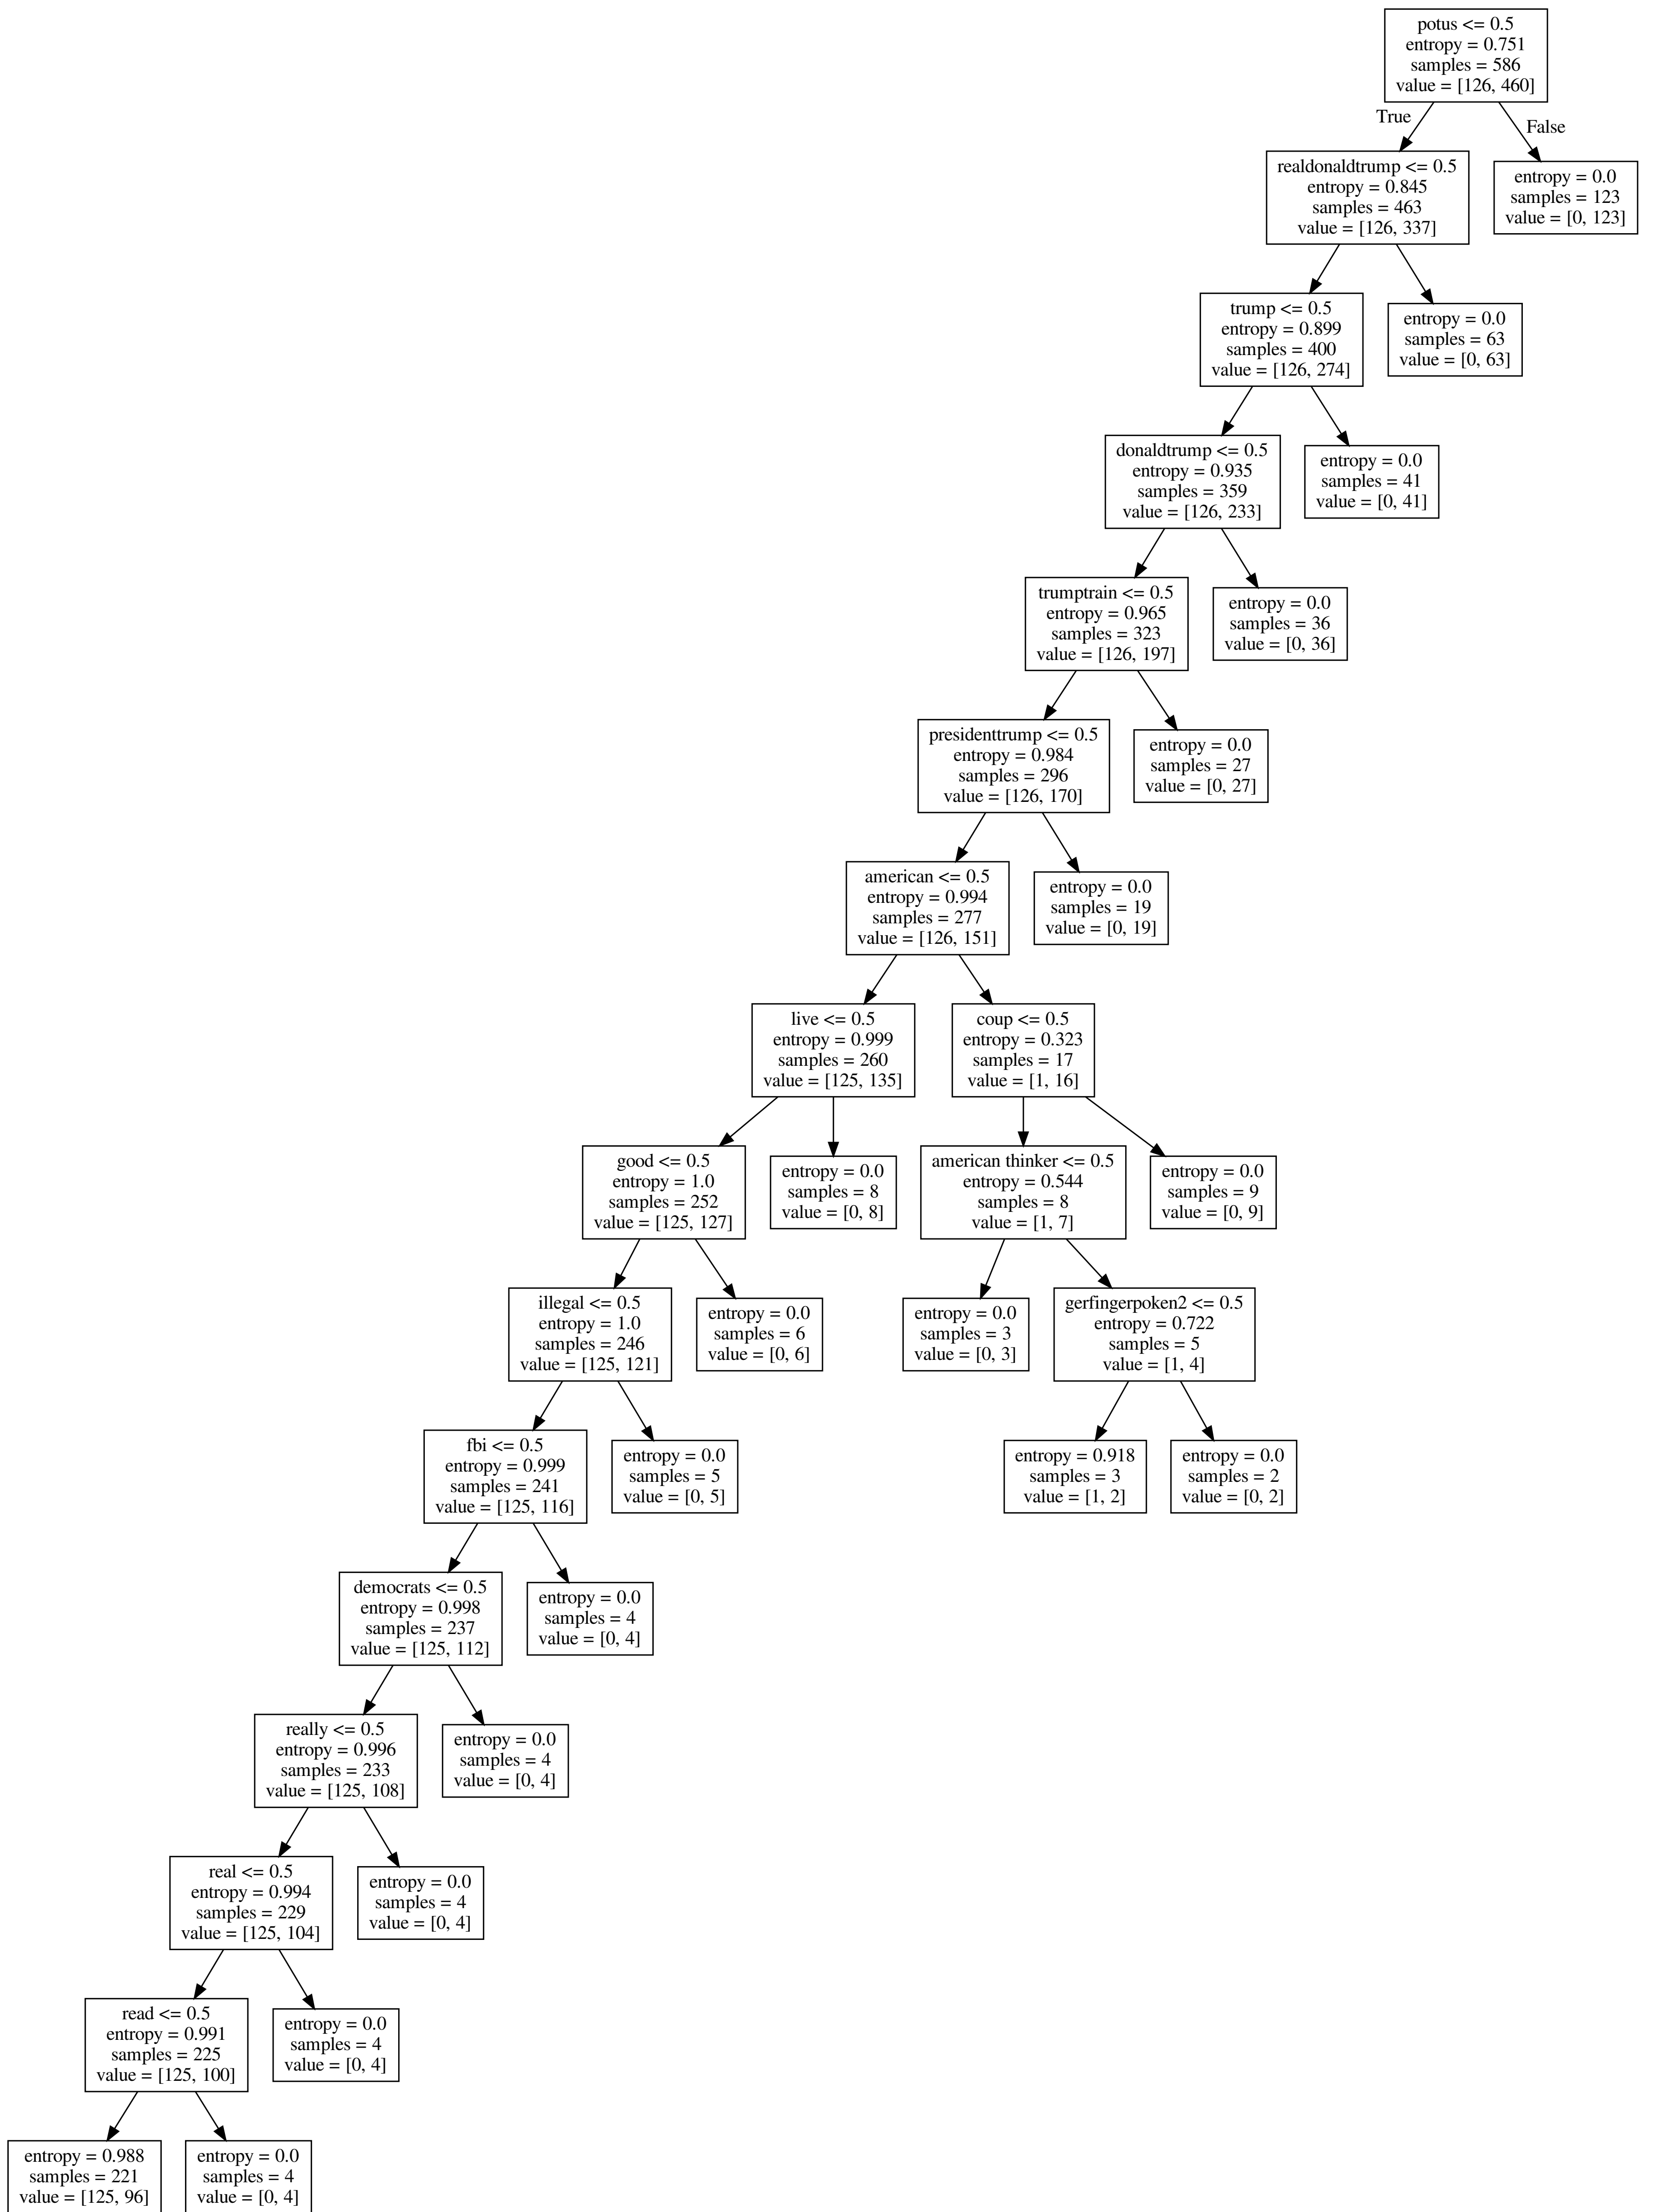 potus <= 0.5
entropy = 0.751
samples = 586
value = [126, 460]
True
False
realdonaldtrump <= 0.5
entropy = 0.845
samples = 463
value = [126, 337]
entropy = 0.0
samples = 123
value = [0, 123]
trump <= 0.5
entropy = 0.899
samples = 400
value = [126, 274]
entropy = 0.0
samples = 63
value = [0, 63]
donaldtrump <= 0.5
entropy = 0.935
samples = 359
value = [126, 233]
entropy = 0.0
samples = 41
value = [0, 41]
trumptrain <= 0.5
entropy = 0.965
samples = 323
value = [126, 197]
entropy = 0.0
samples = 36
value = [0, 36]
presidenttrump <= 0.5
entropy = 0.984
samples = 296
value = [126, 170]
entropy = 0.0
samples = 27
value = [0, 27]
american <= 0.5
entropy = 0.994
samples = 277
value = [126, 151]
entropy = 0.0
samples = 19
value = [0, 19]
live <= 0.5
entropy = 0.999
samples = 260
value = [125, 135]
coup <= 0.5
entropy = 0.323
samples = 17
value = [1, 16]
good <= 0.5
entropy = 1.0
samples = 252
value = [125, 127]
entropy = 0.0
samples = 8
value = [0, 8]
american thinker <= 0.5
entropy = 0.544
samples = 8
value = [1, 7]
entropy = 0.0
samples = 9
value = [0, 9]
illegal <= 0.5
entropy = 1.0
samples = 246
value = [125, 121]
entropy = 0.0
samples = 6
value = [0, 6]
entropy = 0.0
samples = 3
value = [0, 3]
gerfingerpoken2 <= 0.5
entropy = 0.722
samples = 5
value = [1, 4]
fbi <= 0.5
entropy = 0.999
samples = 241
value = [125, 116]
entropy = 0.0
samples = 5
value = [0, 5]
entropy = 0.918
samples = 3
value = [1, 2]
entropy = 0.0
samples = 2
value = [0, 2]
democrats <= 0.5
entropy = 0.998
samples = 237
value = [125, 112]
entropy = 0.0
samples = 4
value = [0, 4]
really <= 0.5
entropy = 0.996
samples = 233
value = [125, 108]
entropy = 0.0
samples = 4
value = [0, 4]
real <= 0.5
entropy = 0.994
samples = 229
value = [125, 104]
entropy = 0.0
samples = 4
value = [0, 4]
read <= 0.5
entropy = 0.991
samples = 225
value = [125, 100]
entropy = 0.0
samples = 4
value = [0, 4]
entropy = 0.988
samples = 221
value = [125, 96]
entropy = 0.0
samples = 4
value = [0, 4]